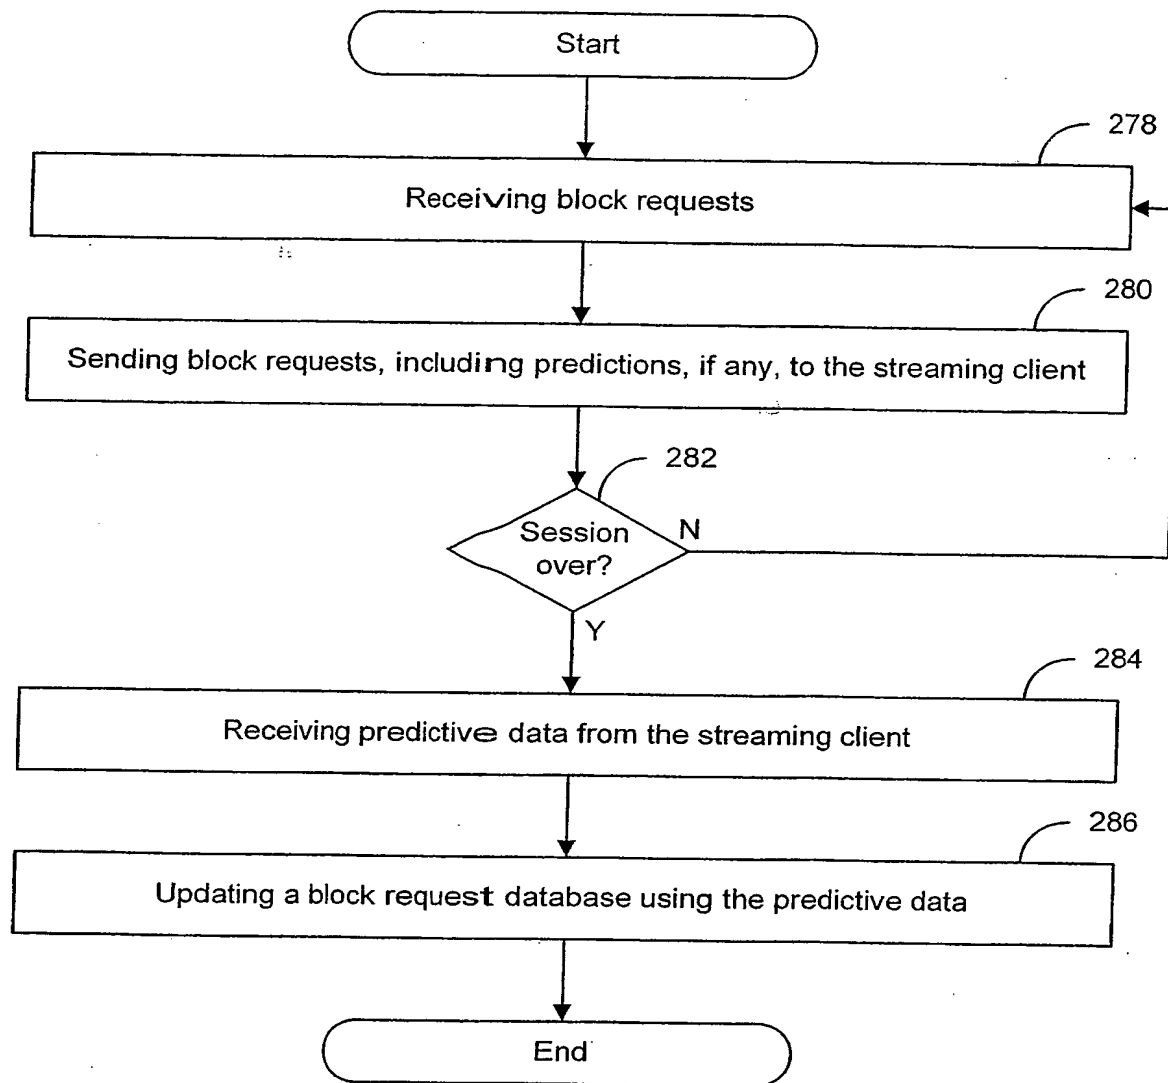 Start
278
Receiving block requests
280
Sending block requests, including predictions, if any, to the streaming client
282
Session
over?
N
Y
284
Receiving predictive data from the streaming client
286
Updating a block request database using the predictive data
End